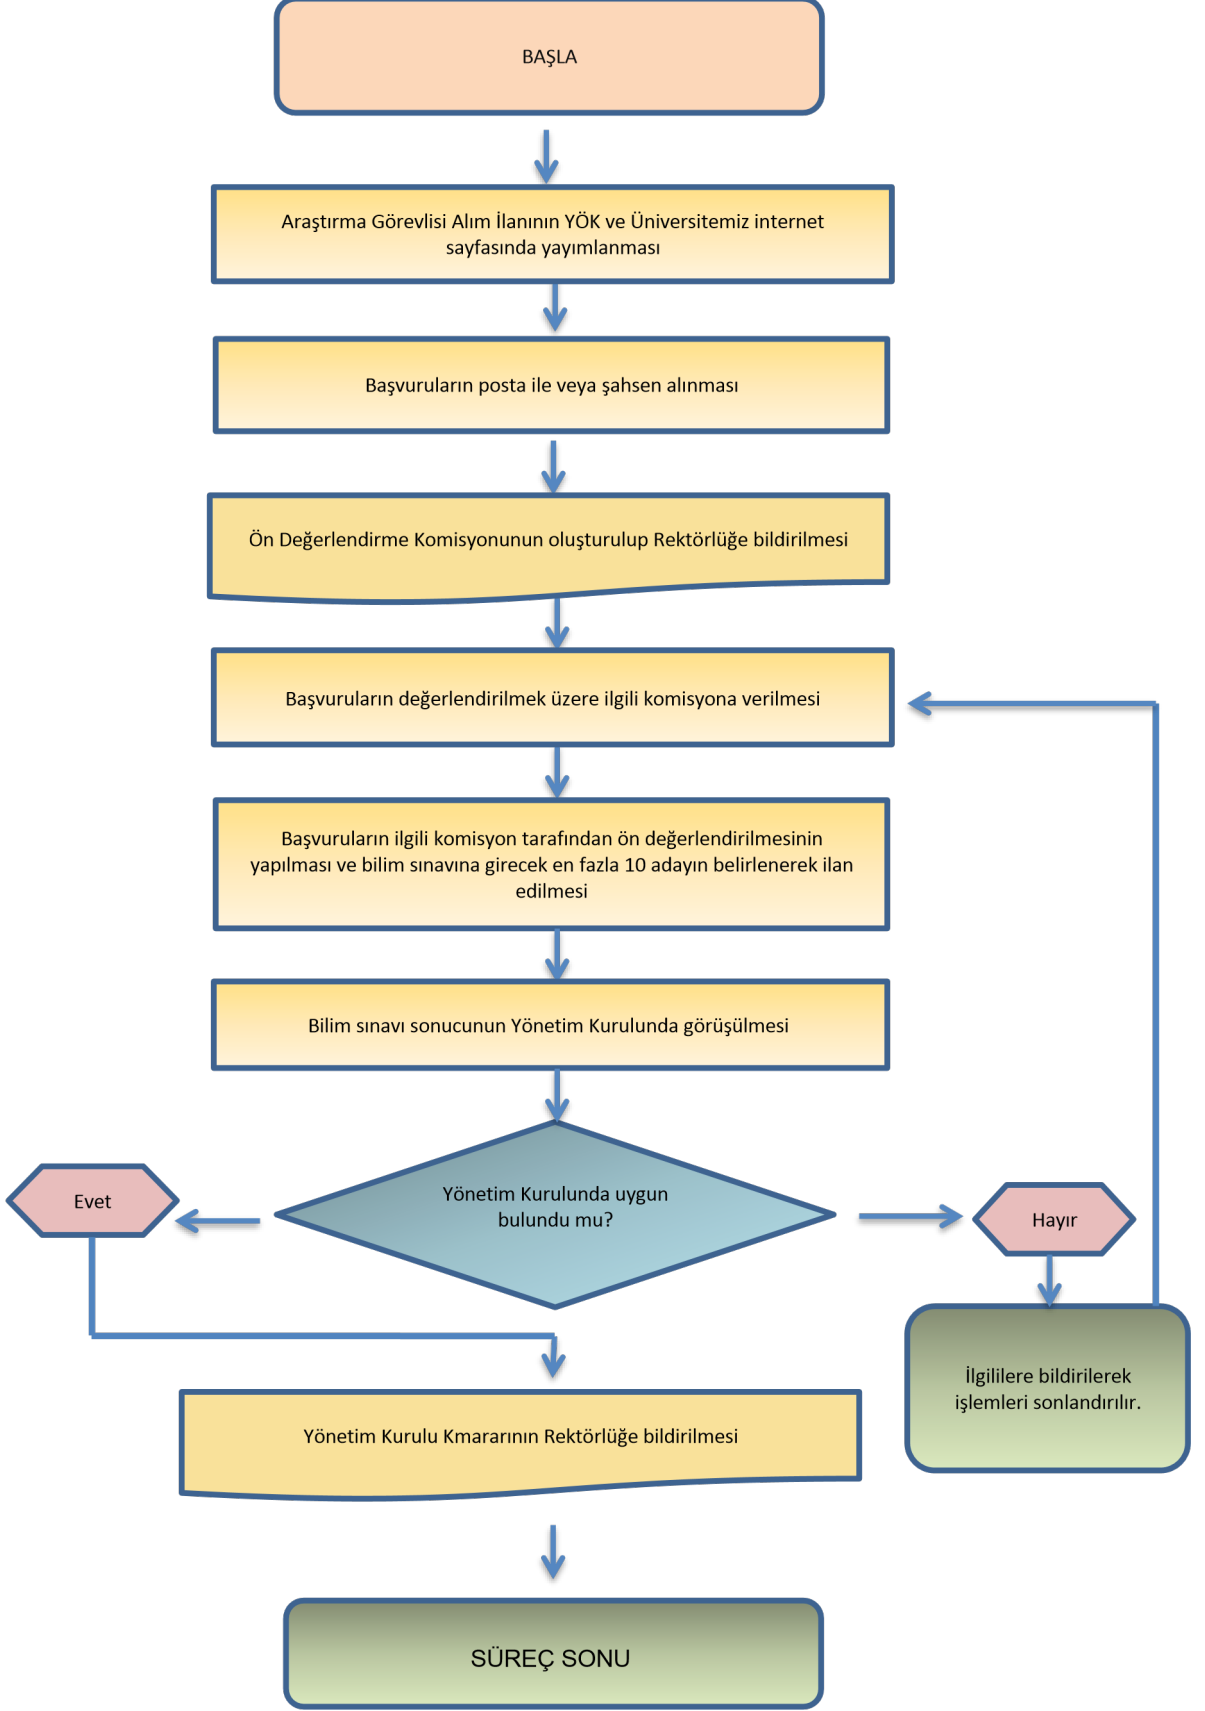 BAŞLA
Araştırma Görevlisi Alım İlanının YÖK ve Üniversitemiz internet
sayfasında yayımlanması
Başvuruların posta ile veya şahsen alınması
Ön Değerlendirme Komisyonunun oluşturulup Rektörlüğe bildirilmesi
Başvuruların değerlendirilmek üzere ilgili komisyona verilmesi
Başvuruların ilgili komisyon tarafından ön değerlendirilmesinin
yapılması ve bilim sınavına girecek en fazla 10 adayın belirlenerek ilan
edilmesi
Bilim sınavı sonucunun Yönetim Kurulunda görüşülmesi
Yönetim Kurulunda uygun
bulundu mu?
Evet
Hayır
İlgililere bildirilerek
işlemleri sonlandırılır.
Yönetim Kurulu Kmararının Rektörlüğe bildirilmesi
SÜREÇ SONU